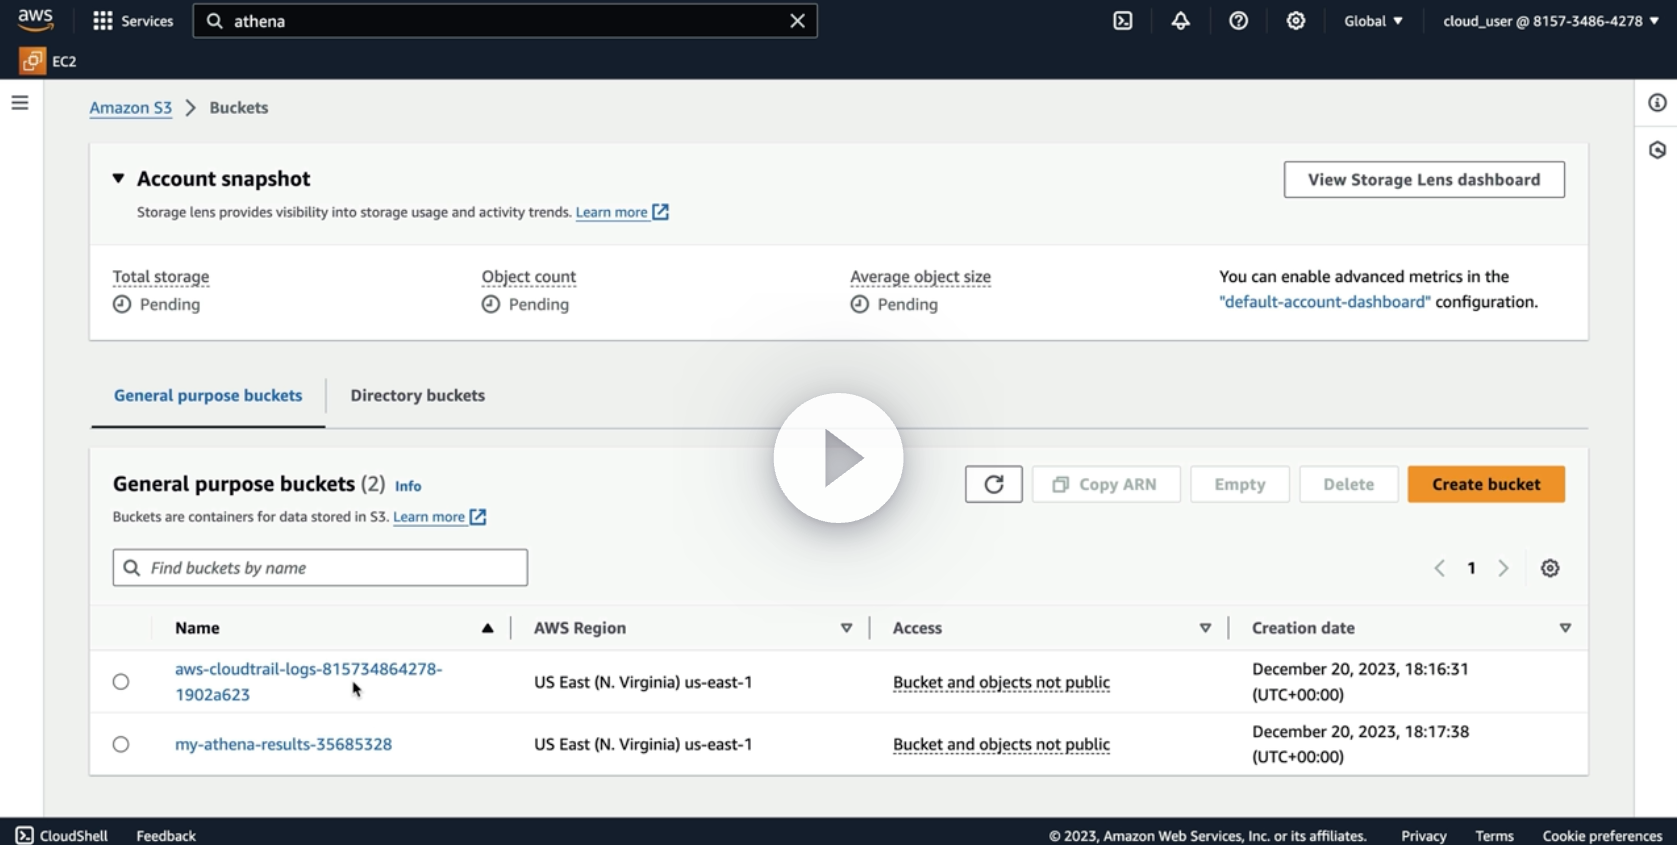 aws
Services
athena
Global
cloud_user @ 8157-3486-4278
EC2
Amazon S3
Buckets
Account snapshot
View Storage Lens dashboard
Storage lens provides visibility into storage usage and activity trends. Learn more
Total storage
Pending
Object count
Pending
Average object size
Pending
You can enable advanced metrics in the
"default-account-dashboard" configuration.
General purpose buckets
Directory buckets
General purpose buckets (2) Info
Buckets are containers for data stored in S3. Learn more
Copy ARN
Empty
Delete
Create bucket
Find buckets by name
1
Name
AWS Region
Access
Creation date
aws-cloudtrail-logs-815734864278-
1902a623
US East (N. Virginia) us-east-1
Bucket and objects not public
December 20, 2023, 18:16:31
(UTC+00:00)
my-athena-results-35685328
US East (N. Virginia) us-east-1
Bucket and objects not public
December 20, 2023, 18:17:38
(UTC+00:00)
CloudShell
Feedback
© 2023, Amazon Web Services, Inc. or its affiliates.
Privacy
Terms
Cookie preferences